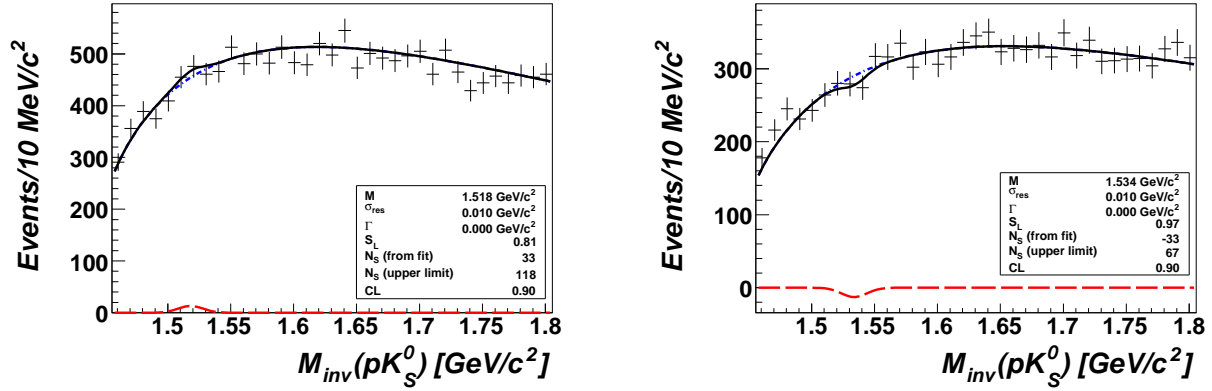 Events/10 MeV/c²
500
400
300
200
100
0
M 1.518 GeV/c²
σ_res 0.010 GeV/c²
Γ 0.000 GeV/c²
S_L 0.81
N_S (from fit) 33
N_S (upper limit) 118
CL 0.90
1.5 1.55 1.6 1.65 1.7 1.75 1.8
M_inv(pK⁰_S) [GeV/c²]
Events/10 MeV/c²
300
200
100
0
M 1.534 GeV/c²
σ_res 0.010 GeV/c²
Γ 0.000 GeV/c²
S_L 0.97
N_S (from fit) -33
N_S (upper limit) 67
CL 0.90
1.5 1.55 1.6 1.65 1.7 1.75 1.8
M_inv(pK⁰_S) [GeV/c²]